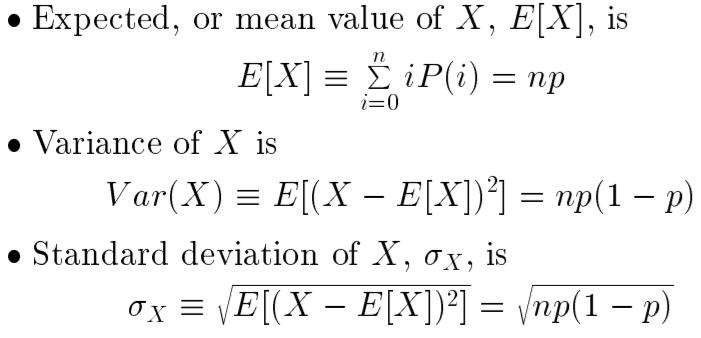 • Expected, or mean value of X, E[X], is
E[X] ≡ ∑_{i=0}^{n} iP(i) = np
• Variance of X is
Var(X) ≡ E[(X − E[X])²] = np(1 − p)
• Standard deviation of X, σ_X, is
σ_X ≡ √(E[(X − E[X])²]) = √(np(1 − p))